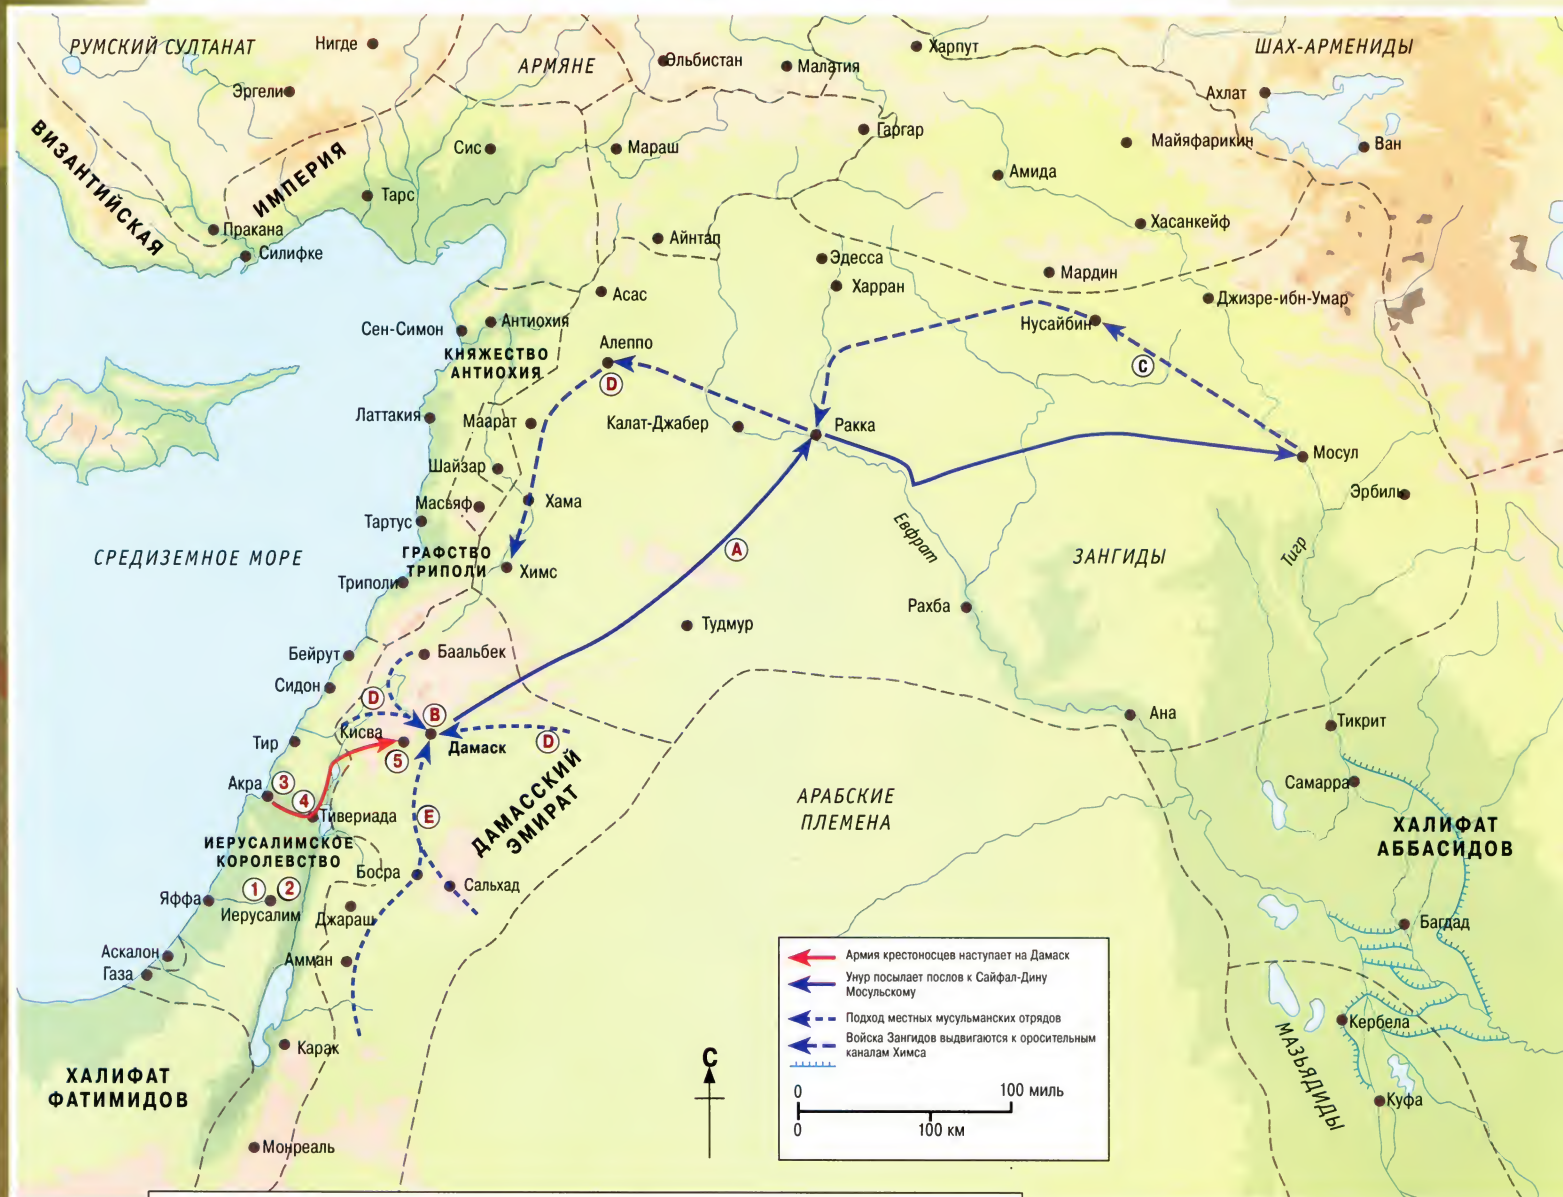 РУМСКИЙ СУЛТАНАТ
Нигде
АРМЯНЕ
Эльбистан
Малатия
Харпут
ШАХ-АРМЕНИДЫ
Эргели
Ахлат
ВИЗАНТИЙСКАЯ
ИМПЕРИЯ
Сис
Мараш
Гаргар
Майяфарикин
Ван
Тарс
Амида
Пракана
Силифке
Айнтап
Хасанкейф
Эдесса
Харран
Мардин
Джизре-ибн-Умар
Асас
Сен-Симон
Антиохия
Нусайбин
КНЯЖЕСТВО
АНТИОХИЯ
Алеппо
D
C
Латтакия
Маарат
Калат-Джабер
Ракка
Мосул
Шайзар
Эрбиль
Масьяф
Хама
Тартус
A
Евфрат
ЗАНГИДЫ
Тигр
СРЕДИЗЕМНОЕ МОРЕ
ГРАФСТВО
ТРИПОЛИ
Триполи
Химс
Рахба
Тудмур
Бейрут
Баальбек
Сидон
D
B
Ана
Тикрит
Тир
Кисва
Дамаск
D
5
Акра
3
4
Тивериада
E
ДАМАССКИЙ
ЭМИРАТ
АРАБСКИЕ
ПЛЕМЕНА
Самарра
ХАЛИФАТ
АББАСИДОВ
ИЕРУСАЛИМСКОЕ
КОРОЛЕВСТВО
Босра
Сальхад
1
2
Яффа
Иерусалим
Джараш
Багдад
Аскалон
Газа
Амман
Армия крестоносцев наступает на Дамаск
Унур посылает послов к Сайфал-Дину
Мосульскому
Подход местных мусульманских отрядов
Войска Зангидов выдвигаются к оросительным
каналам Химса
0
100 миль
0
100 км
С
Карак
Кербела
МАЗЬЯДИДЫ
Куфа
ХАЛИФАТ
ФАТИМИДОВ
Монреаль